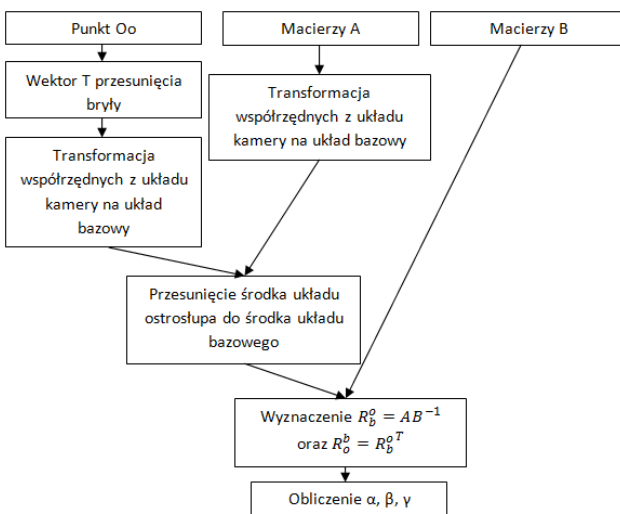 Punkt Oo
Macierzy A
Macierzy B
Wektor T przesunięcia
bryły
Transformacja
współrzędnych z układu
kamery na układ bazowy
Transformacja
współrzędnych z układu
kamery na układ
bazowy
Przesunięcie środka układu
ostrosłupa do środka układu
bazowego
Wyznaczenie $R_b^o = AB^{-1}$
oraz $R_o^b = {R_b^o}^T$
Obliczenie α, β, γ